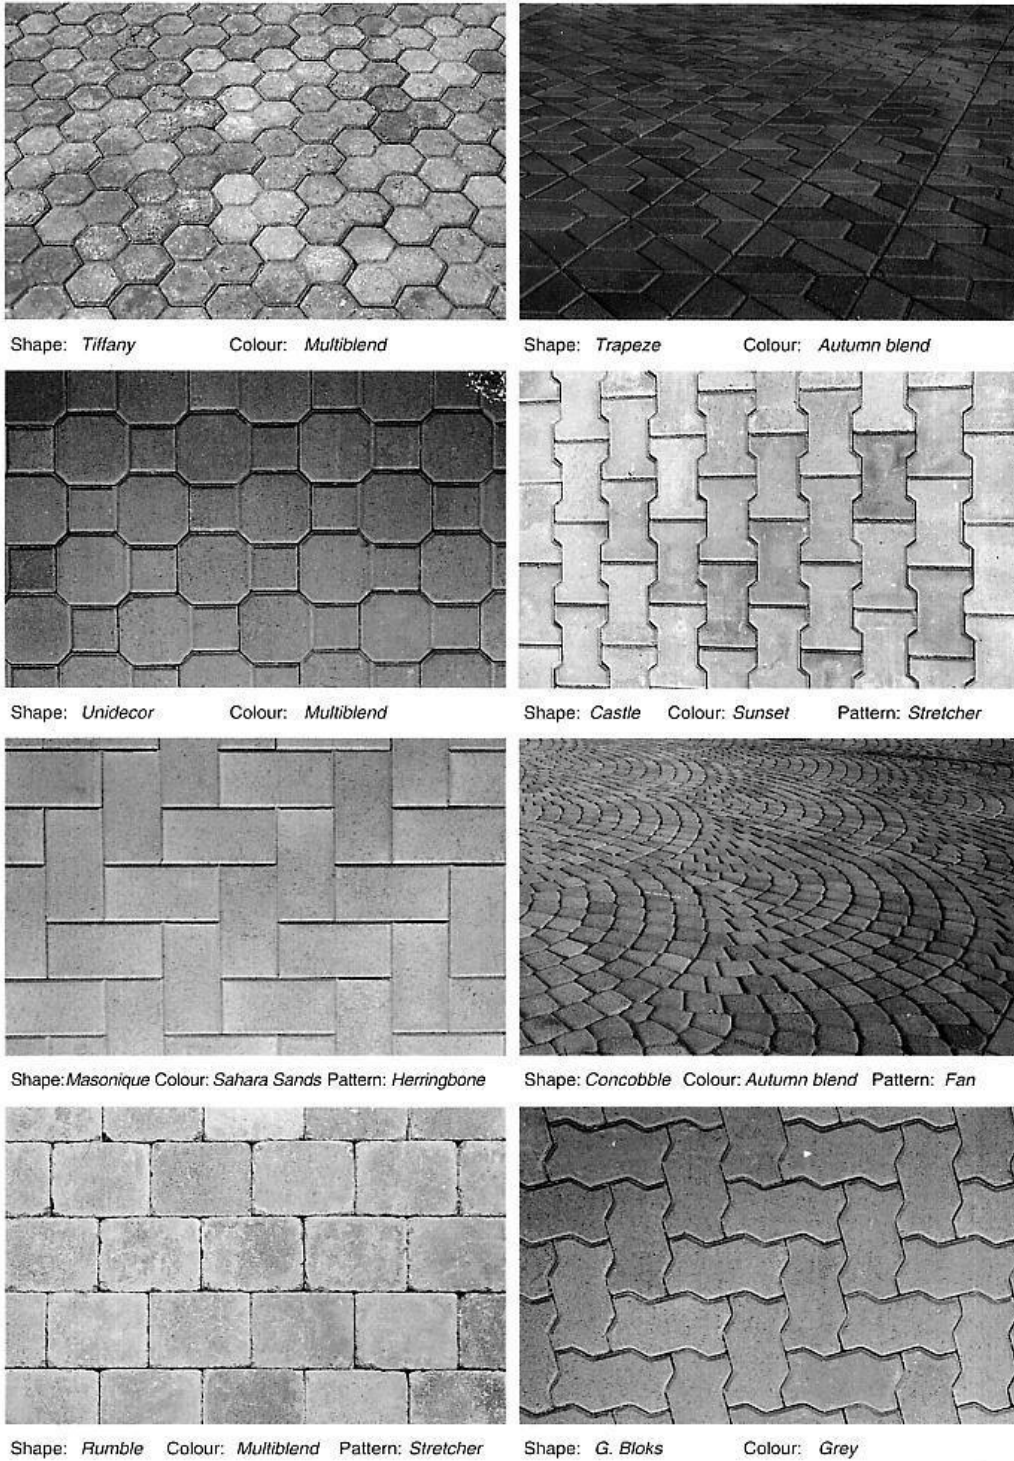 Shape: Tiffany Colour: Multiblend
Shape: Trapeze Colour: Autumn blend
Shape: Unidecor Colour: Multiblend
Shape: Castle Colour: Sunset Pattern: Stretcher
Shape: Masonique Colour: Sahara Sands Pattern: Herringbone
Shape: Concobble Colour: Autumn blend Pattern: Fan
Shape: Rumble Colour: Multiblend Pattern: Stretcher
Shape: G. Bloks Colour: Grey